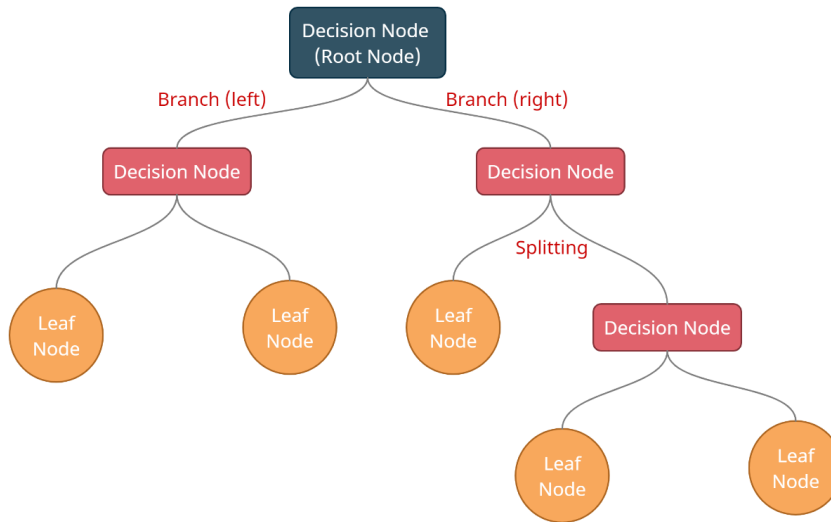 Decision Node
(Root Node)
Branch (left)
Branch (right)
Decision Node
Decision Node
Splitting
Leaf
Node
Leaf
Node
Leaf
Node
Decision Node
Leaf
Node
Leaf
Node